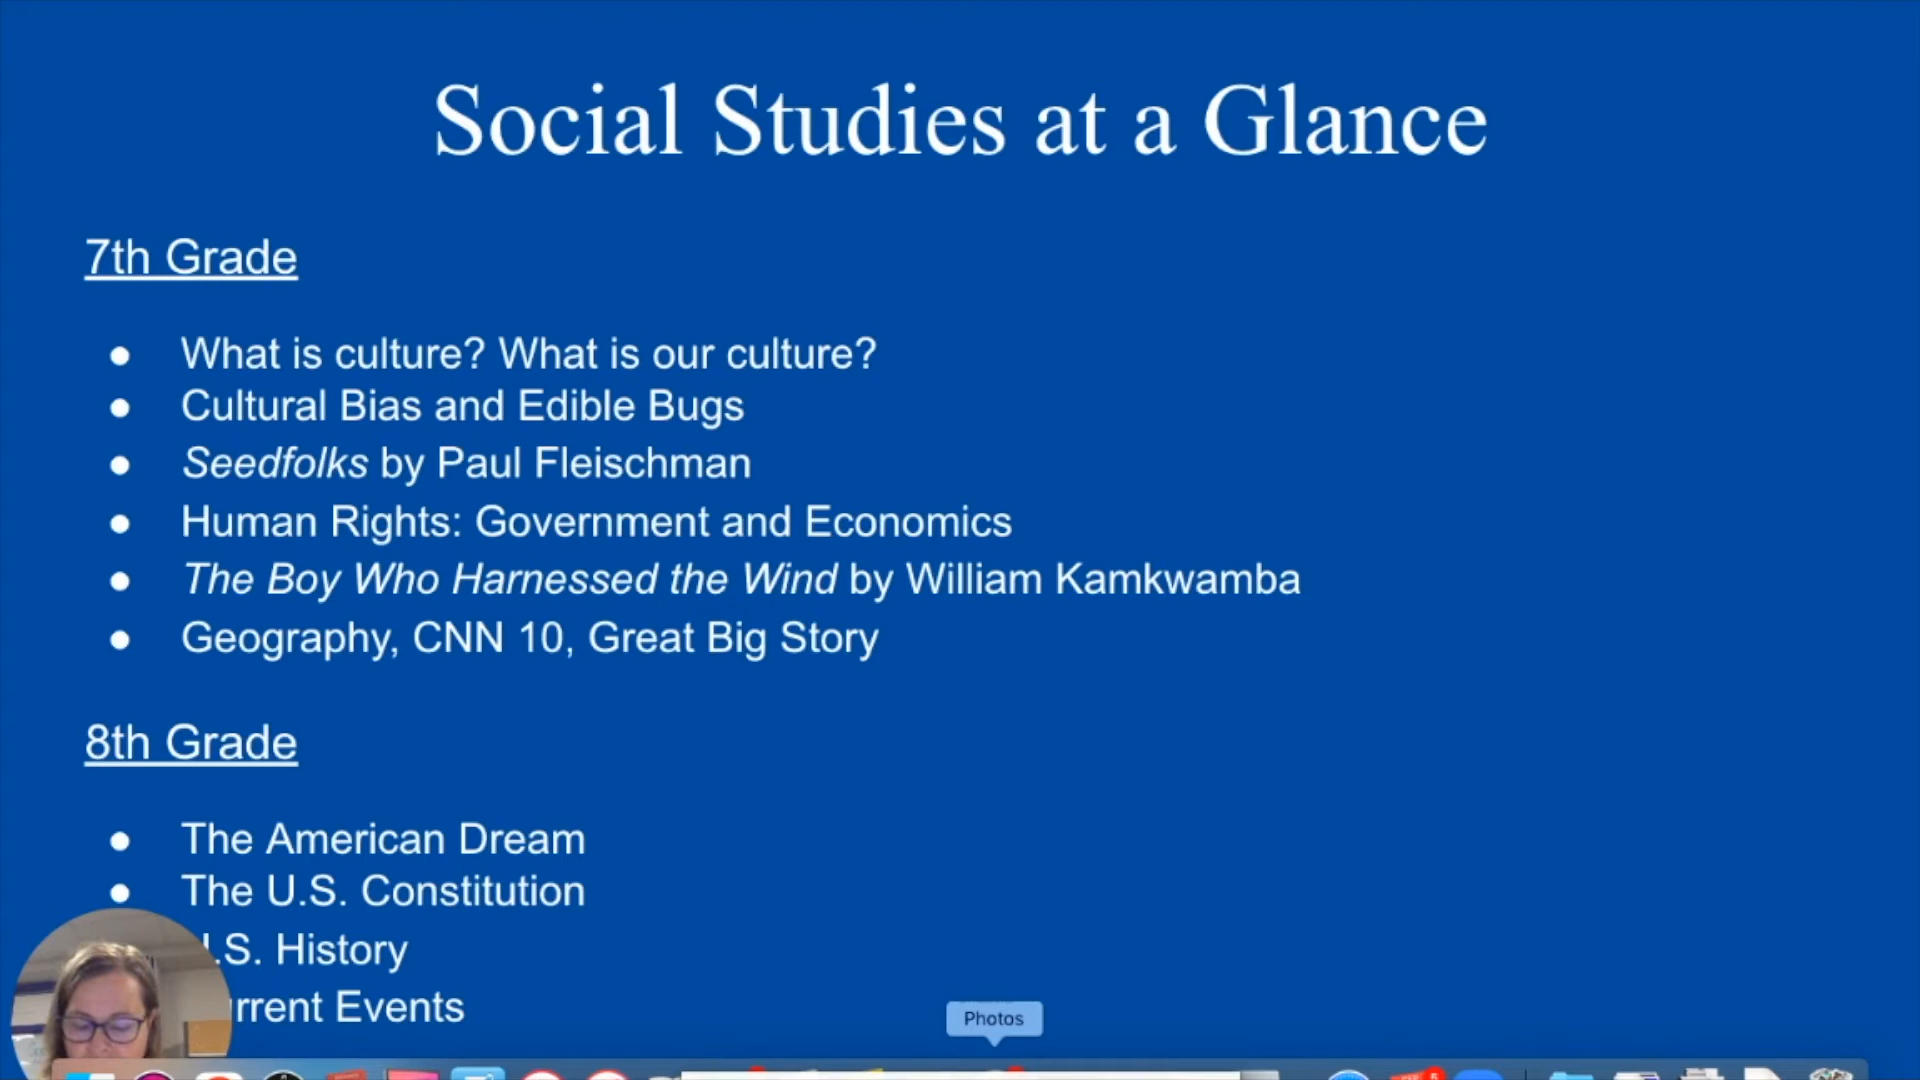 Social Studies at a Glance
7th Grade
● What is culture? What is our culture?
● Cultural Bias and Edible Bugs
● Seedfolks by Paul Fleischman
● Human Rights: Government and Economics
● The Boy Who Harnessed the Wind by William Kamkwamba
● Geography, CNN 10, Great Big Story
8th Grade
● The American Dream
● The U.S. Constitution
.S. History
rrent Events
Photos